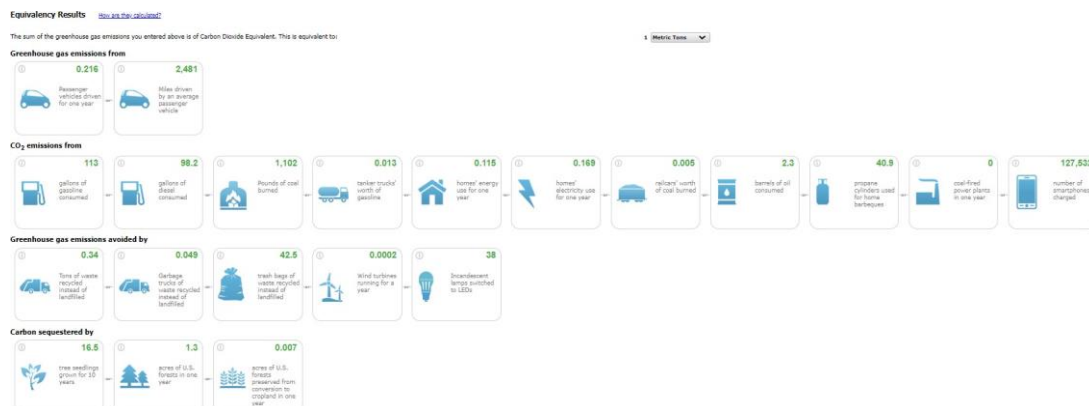 Equivalency Results How are they calculated?
The sum of the greenhouse gas emissions you entered above is of Carbon Dioxide Equivalent. This is equivalent to:
1 Metric Tons
Greenhouse gas emissions from
0.216
Passenger
vehicles driven
for one year
2,481
Miles driven
by an average
passenger
vehicle
CO2 emissions from
113
gallons of
gasoline
consumed
98.2
gallons of
diesel
consumed
1,102
Pounds of coal
burned
0.013
tanker trucks'
worth of
gasoline
0.115
homes' energy
use for one
year
0.169
homes'
electricity use
for one year
0.005
railcars' worth
of coal burned
2.3
barrels of oil
consumed
40.9
propane
cylinders used
for home
barbeques
0
coal-fired
power plants
in one year
127,532
number of
smartphones
charged
Greenhouse gas emissions avoided by
0.34
Tons of waste
recycled
instead of
landfilled
0.049
Garbage
trucks of
waste recycled
instead of
landfilled
42.5
trash bags of
waste recycled
instead of
landfilled
0.0002
Wind turbines
running for a
year
38
Incandescent
lamps switched
to LEDs
Carbon sequestered by
16.5
tree seedlings
grown for 10
years
1.3
acres of U.S.
forests in one
year
0.007
acres of U.S.
forests
preserved from
conversion to
cropland in one
year